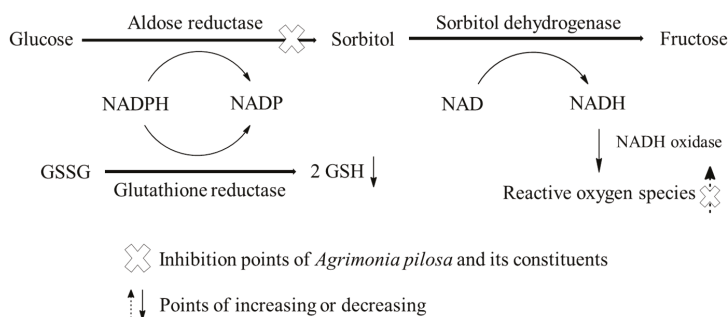 Aldose reductase
Sorbitol dehydrogenase
Glucose
Sorbitol
Fructose
NADPH
NADP
NAD
NADH
NADH oxidase
GSSG
2 GSH
Glutathione reductase
Reactive oxygen species
Inhibition points of Agrimonia pilosa and its constituents
Points of increasing or decreasing